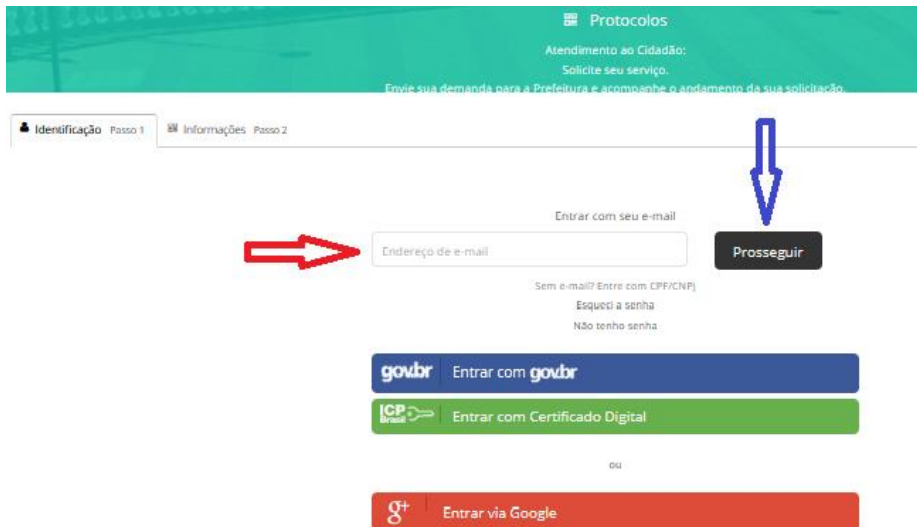 Protocolos
Atendimento ao Cidadão:
Solicite seu serviço.
Envie sua demanda para a Prefeitura e acompanhe o andamento da sua solicitação.
Identificação Passo 1
Informações Passo 2
Entrar com seu e-mail
Endereço de e-mail
Prosseguir
Sem e-mail? Entre com CPF/CNPJ
Esqueci a senha
Não tenho senha
gov.br Entrar com gov.br
ICP Brasil Entrar com Certificado Digital
ou
g+ Entrar via Google